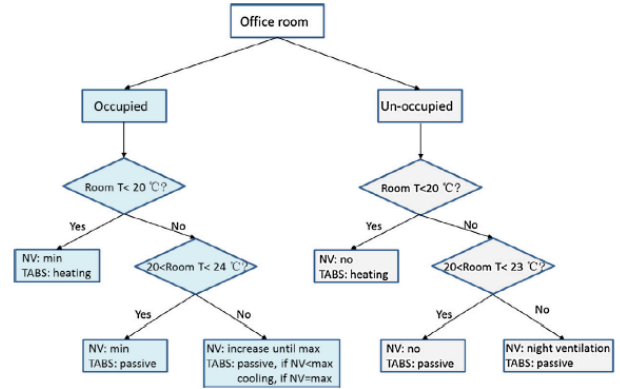 Office room
Occupied
Un-occupied
Room T< 20 ℃?
Room T<20 ℃?
Yes
No
Yes
No
NV: min
TABS: heating
20<Room T< 24 ℃?
NV: no
TABS: heating
20<Room T< 23 ℃?
Yes
No
Yes
No
NV: min
TABS: passive
NV: increase until max
TABS: passive, if NV<max
cooling, if NV=max
NV: no
TABS: passive
NV: night ventilation
TABS: passive